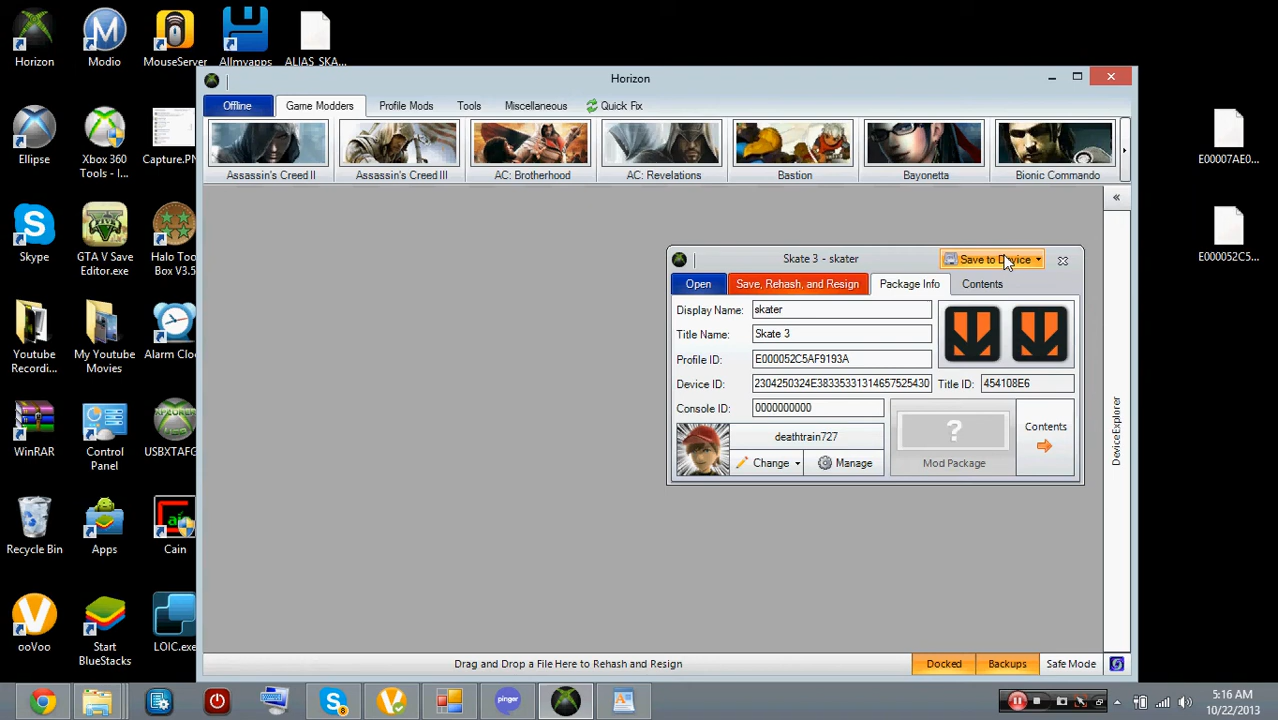 Horizon
Modio
MouseServer
Allmyapps
ALIAS_SKA...
Horizon
Offline
Game Modders
Profile Mods
Tools
Miscellaneous
Quick Fix
Ellipse
Xbox 360
Tools - I...
Capture.PN
Assassin's Creed II
Assassin's Creed III
AC: Brotherhood
AC: Revelations
Bastion
Bayonetta
Bionic Commando
E00007AE0...
«
Skype
GTA V Save
Editor.exe
Halo Too
Box V3.5
E000052C5...
Skate 3 - skater
Save to Device
Open
Save, Rehash, and Resign
Package Info
Contents
Display Name:
skater
Title Name:
Skate 3
Profile ID:
E000052C5AF9193A
Device ID:
2304250324E38335331314657525430
Title ID:
454108E6
Console ID:
0000000000
deathtrain727
Change
Manage
?
Mod Package
Contents
DeviceExplorer
Youtube
Recordi...
My Youtube
Movies
Alarm Cloc
WinRAR
Control
Panel
USBXTAFG
Recycle Bin
Apps
Cain
ooVoo
Start
BlueStacks
LOIC.exe
Drag and Drop a File Here to Rehash and Resign
Docked
Backups
Safe Mode
pinger
5:16 AM
10/22/2013